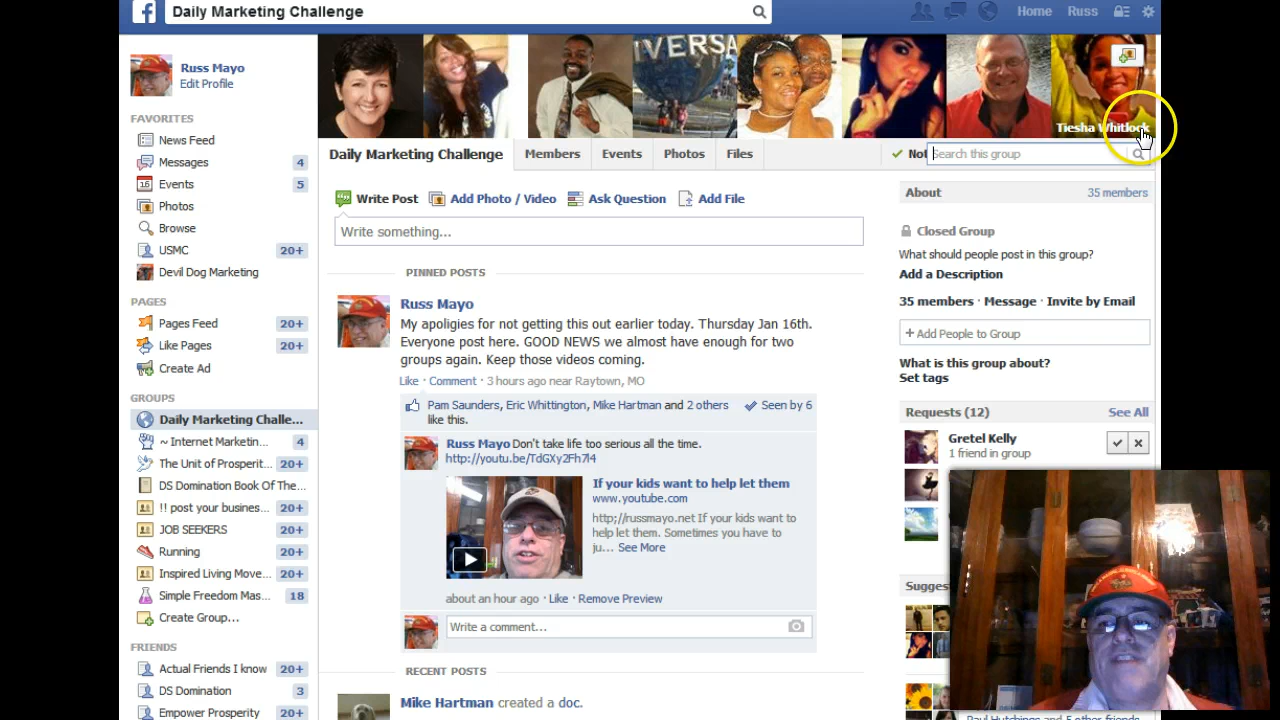 Daily Marketing Challenge
Home Russ
Russ Mayo
Edit Profile
FAVORITES
News Feed
Messages 4
Events 5
Photos
Browse
USMC 20+
Devil Dog Marketing
PAGES
Pages Feed 20+
Like Pages 20+
Create Ad
GROUPS
Daily Marketing Challe...
~ Internet Marketin... 4
The Unit of Prosperit... 20+
DS Domination Book Of The...
!! post your busines... 20+
JOB SEEKERS 20+
Running 20+
Inspired Living Move... 20+
Simple Freedom Mas... 18
Create Group...
FRIENDS
Actual Friends I know 20+
DS Domination 3
Empower Prosperity 20+
VERSA
Tiesha Whitlock
Daily Marketing Challenge Members Events Photos Files
Not
Search this group
Write Post Add Photo / Video Ask Question Add File
Write something...
PINNED POSTS
Russ Mayo
My apoligies for not getting this out earlier today. Thursday Jan 16th.
Everyone post here. GOOD NEWS we almost have enough for two
groups again. Keep those videos coming.
Like · Comment · 3 hours ago near Raytown, MO
Pam Saunders, Eric Whittington, Mike Hartman and 2 others
like this.
Seen by 6
Russ Mayo Don't take life too serious all the time.
http://youtu.be/TdGXy2Fh7l4
If your kids want to help let them
www.youtube.com
http;//russmayo.net If your kids want to
help let them. Sometimes you have to
ju... See More
about an hour ago · Like · Remove Preview
Write a comment...
RECENT POSTS
Mike Hartman created a doc.
About 35 members
Closed Group
What should people post in this group?
Add a Description
35 members · Message · Invite by Email
+ Add People to Group
What is this group about?
Set tags
Requests (12) See All
Gretel Kelly
1 friend in group
Sugges